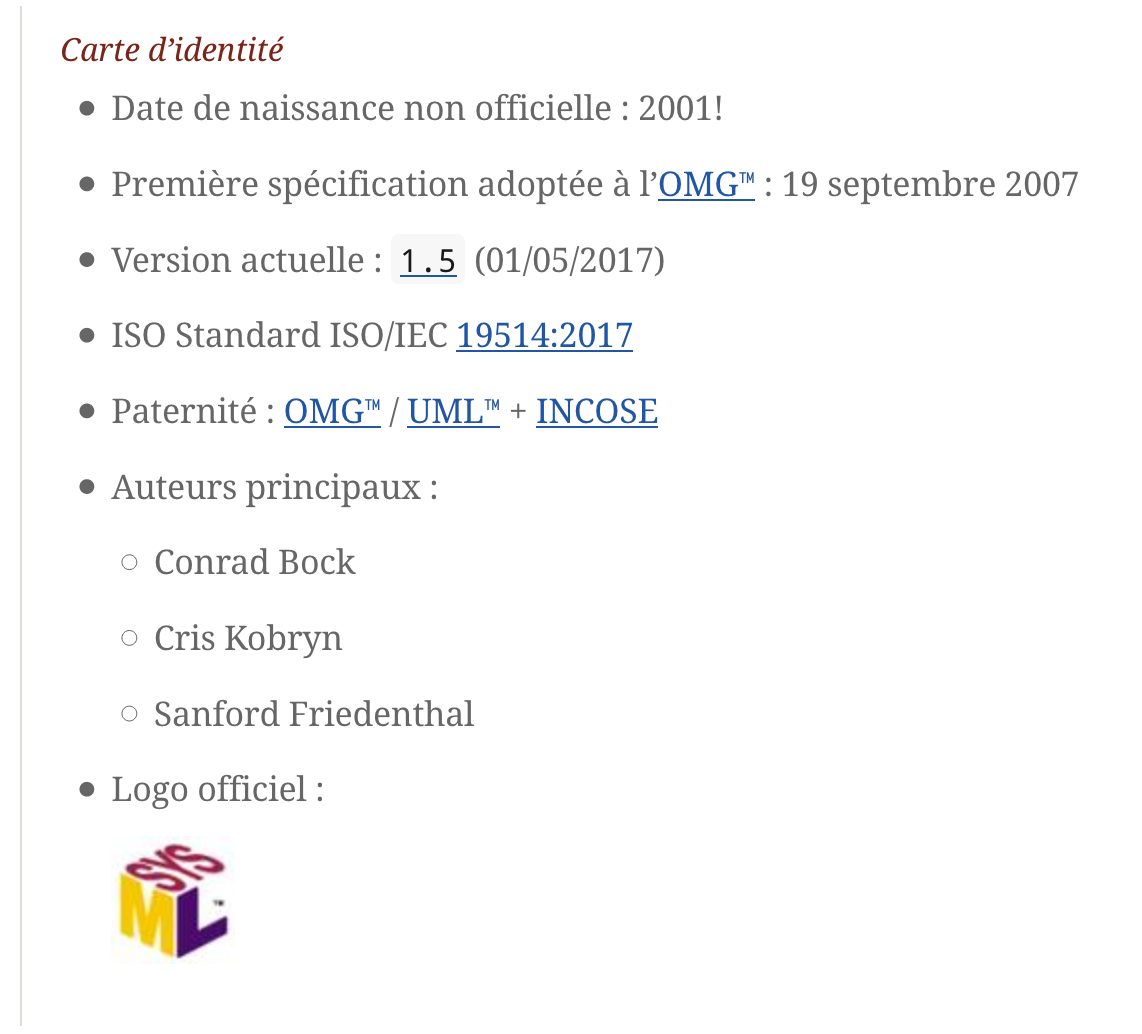 Carte d’identité
Date de naissance non officielle : 2001!
Première spécification adoptée à l’OMG™ : 19 septembre 2007
Version actuelle : 1.5 (01/05/2017)
ISO Standard ISO/IEC 19514:2017
Paternité : OMG™ / UML™ + INCOSE
Auteurs principaux :
Conrad Bock
Cris Kobryn
Sanford Friedenthal
Logo officiel :
SYS
ML™